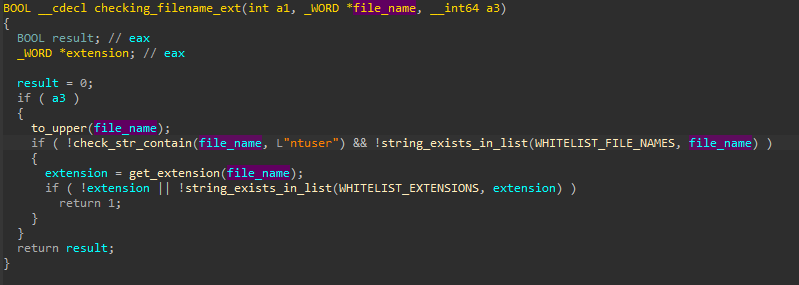 BOOL __cdecl checking_filename_ext(int a1, _WORD *file_name, __int64 a3)
{
  BOOL result; // eax
  _WORD *extension; // eax

  result = 0;
  if ( a3 )
  {
    to_upper(file_name);
    if ( !check_str_contain(file_name, L"ntuser") && !string_exists_in_list(WHITELIST_FILE_NAMES, file_name) )
    {
      extension = get_extension(file_name);
      if ( !extension || !string_exists_in_list(WHITELIST_EXTENSIONS, extension) )
        return 1;
    }
  }
  return result;
}